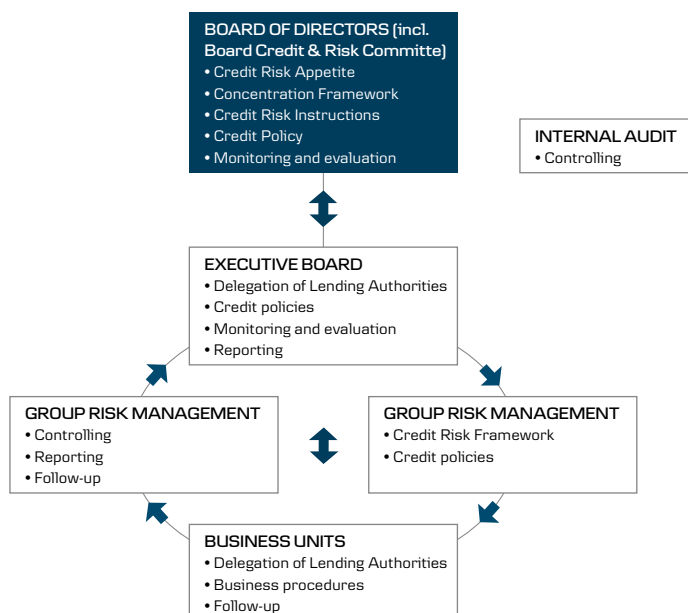 BOARD OF DIRECTORS (incl.
Board Credit & Risk Committe)
• Credit Risk Appetite
• Concentration Framework
• Credit Risk Instructions
• Credit Policy
• Monitoring and evaluation
INTERNAL AUDIT
• Controlling
EXECUTIVE BOARD
• Delegation of Lending Authorities
• Credit policies
• Monitoring and evaluation
• Reporting
GROUP RISK MANAGEMENT
• Controlling
• Reporting
• Follow-up
GROUP RISK MANAGEMENT
• Credit Risk Framework
• Credit policies
BUSINESS UNITS
• Delegation of Lending Authorities
• Business procedures
• Follow-up